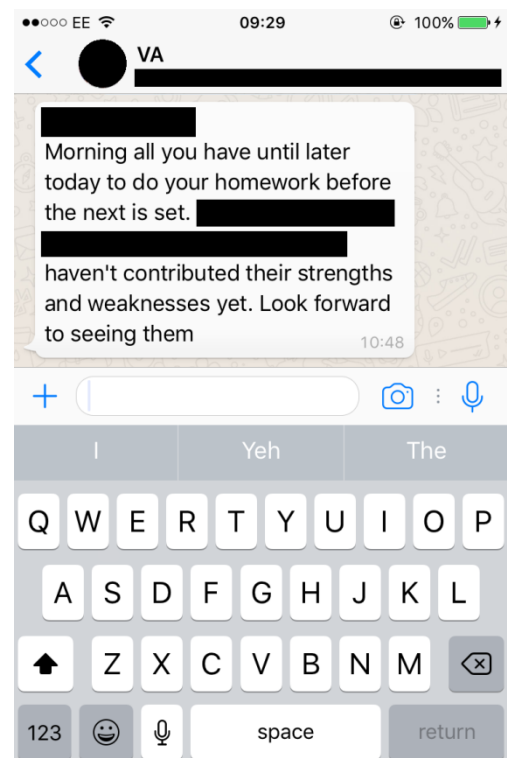 EE 09:29 100%
VA
Morning all you have until later
today to do your homework before
the next is set.
haven't contributed their strengths
and weaknesses yet. Look forward
to seeing them
10:48
I Yeh The
Q W E R T Y U I O P
A S D F G H J K L
Z X C V B N M
123 space return